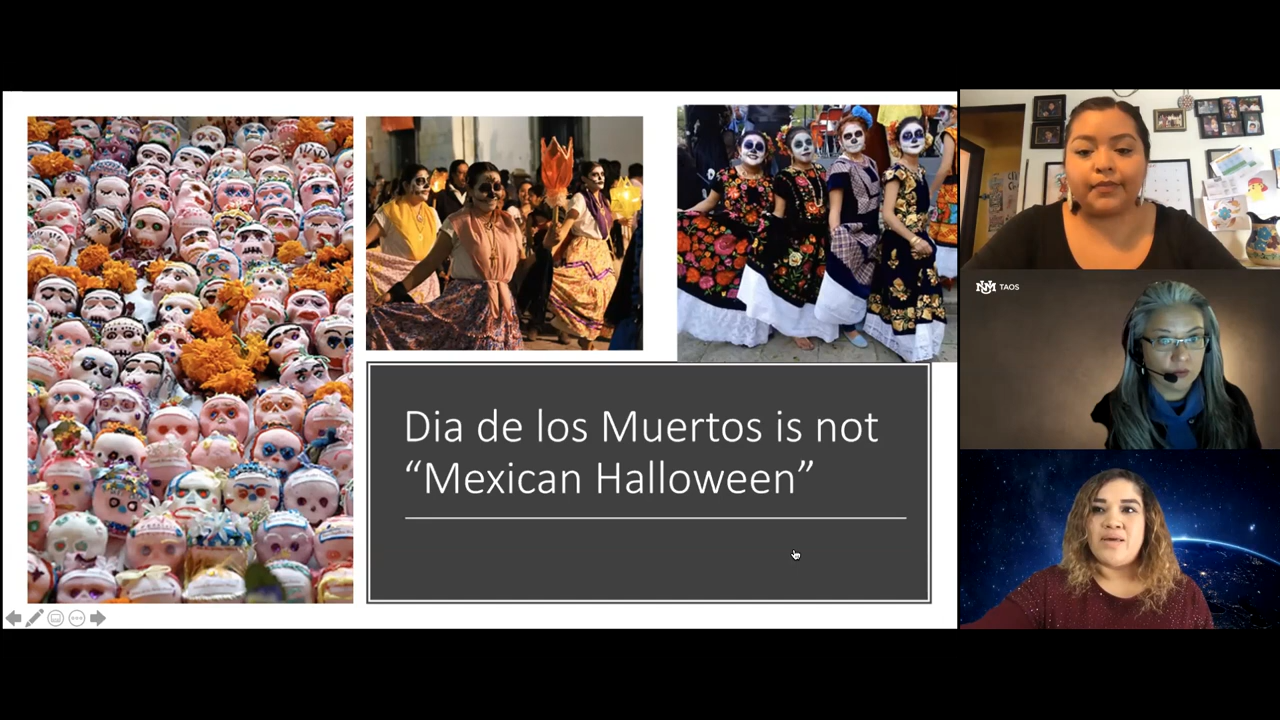 Dia de los Muertos is not
“Mexican Halloween”
UNM TAOS